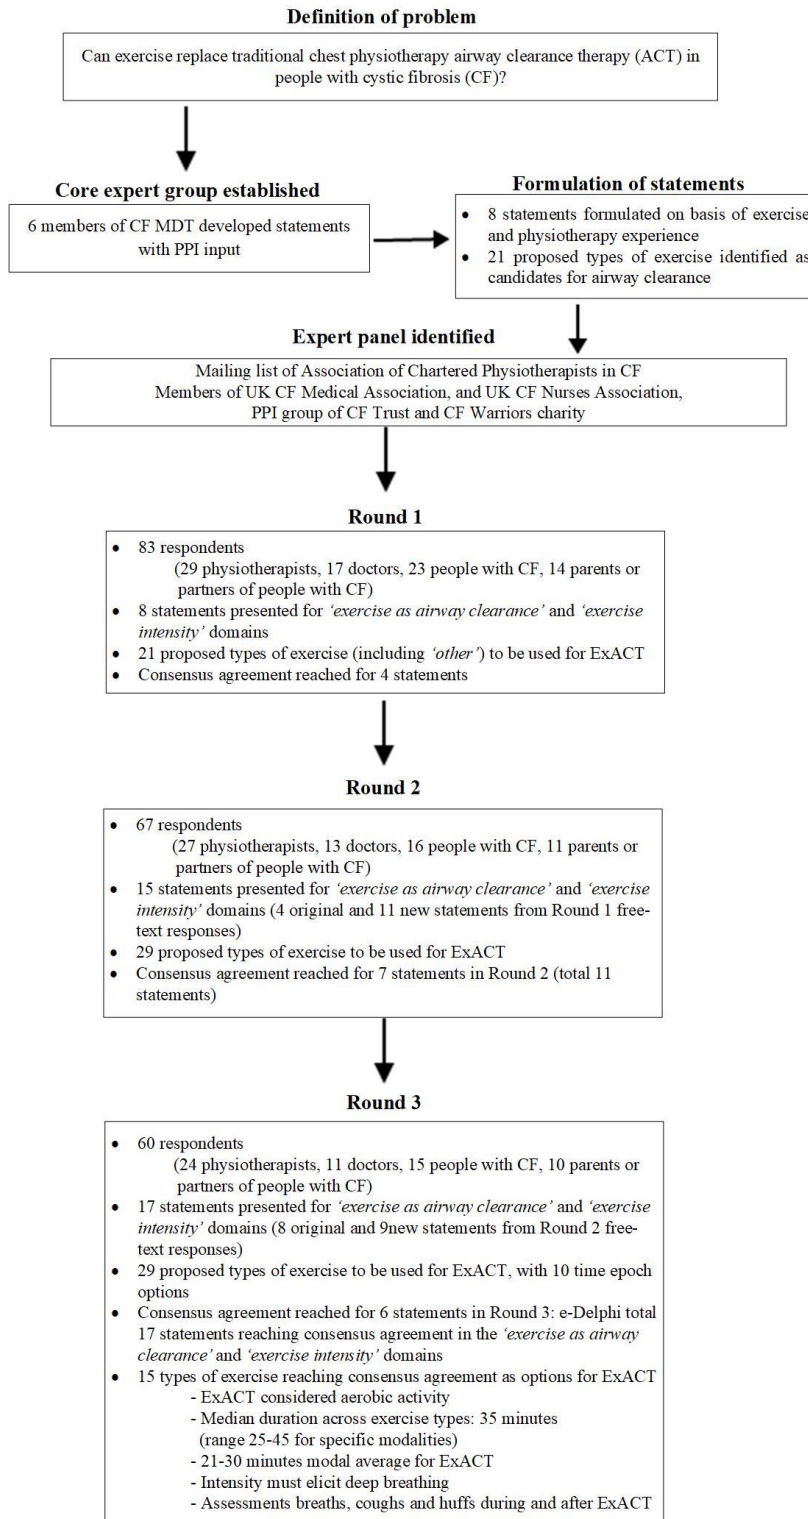 Definition of problem
Can exercise replace traditional chest physiotherapy airway clearance therapy (ACT) in
people with cystic fibrosis (CF)?
Core expert group established
6 members of CF MDT developed statements
with PPI input
Formulation of statements
• 8 statements formulated on basis of exercise
and physiotherapy experience
• 21 proposed types of exercise identified as
candidates for airway clearance
Expert panel identified
Mailing list of Association of Chartered Physiotherapists in CF
Members of UK CF Medical Association, and UK CF Nurses Association,
PPI group of CF Trust and CF Warriors charity
Round 1
• 83 respondents
(29 physiotherapists, 17 doctors, 23 people with CF, 14 parents or
partners of people with CF)
• 8 statements presented for ‘exercise as airway clearance’ and ‘exercise
intensity’ domains
• 21 proposed types of exercise (including ‘other’) to be used for ExACT
• Consensus agreement reached for 4 statements
Round 2
• 67 respondents
(27 physiotherapists, 13 doctors, 16 people with CF, 11 parents or
partners of people with CF)
• 15 statements presented for ‘exercise as airway clearance’ and ‘exercise
intensity’ domains (4 original and 11 new statements from Round 1 free-
text responses)
• 29 proposed types of exercise to be used for ExACT
• Consensus agreement reached for 7 statements in Round 2 (total 11
statements)
Round 3
• 60 respondents
(24 physiotherapists, 11 doctors, 15 people with CF, 10 parents or
partners of people with CF)
• 17 statements presented for ‘exercise as airway clearance’ and ‘exercise
intensity’ domains (8 original and 9new statements from Round 2 free-
text responses)
• 29 proposed types of exercise to be used for ExACT, with 10 time epoch
options
• Consensus agreement reached for 6 statements in Round 3: e-Delphi total
17 statements reaching consensus agreement in the ‘exercise as airway
clearance’ and ‘exercise intensity’ domains
• 15 types of exercise reaching consensus agreement as options for ExACT
- ExACT considered aerobic activity
- Median duration across exercise types: 35 minutes
(range 25-45 for specific modalities)
- 21-30 minutes modal average for ExACT
- Intensity must elicit deep breathing
- Assessments breaths, coughs and huffs during and after ExACT